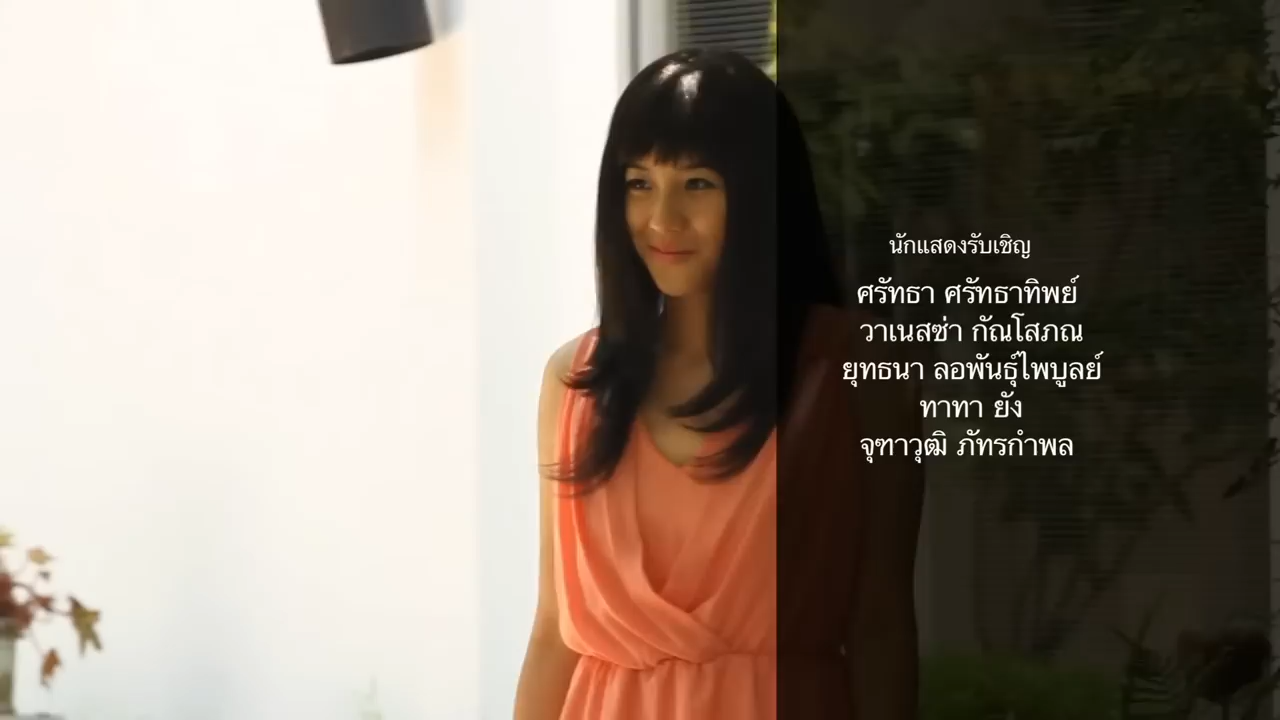 นักแสดงรับเชิญ
ศรัทธา ศรัทธาทิพย์
วาเนสซ่า กัณโสภณ
ยุทธนา ลอพันธุ์ไพบูลย์
ทาทา ยัง
จุฑาวุฒิ ภัทรกำพล